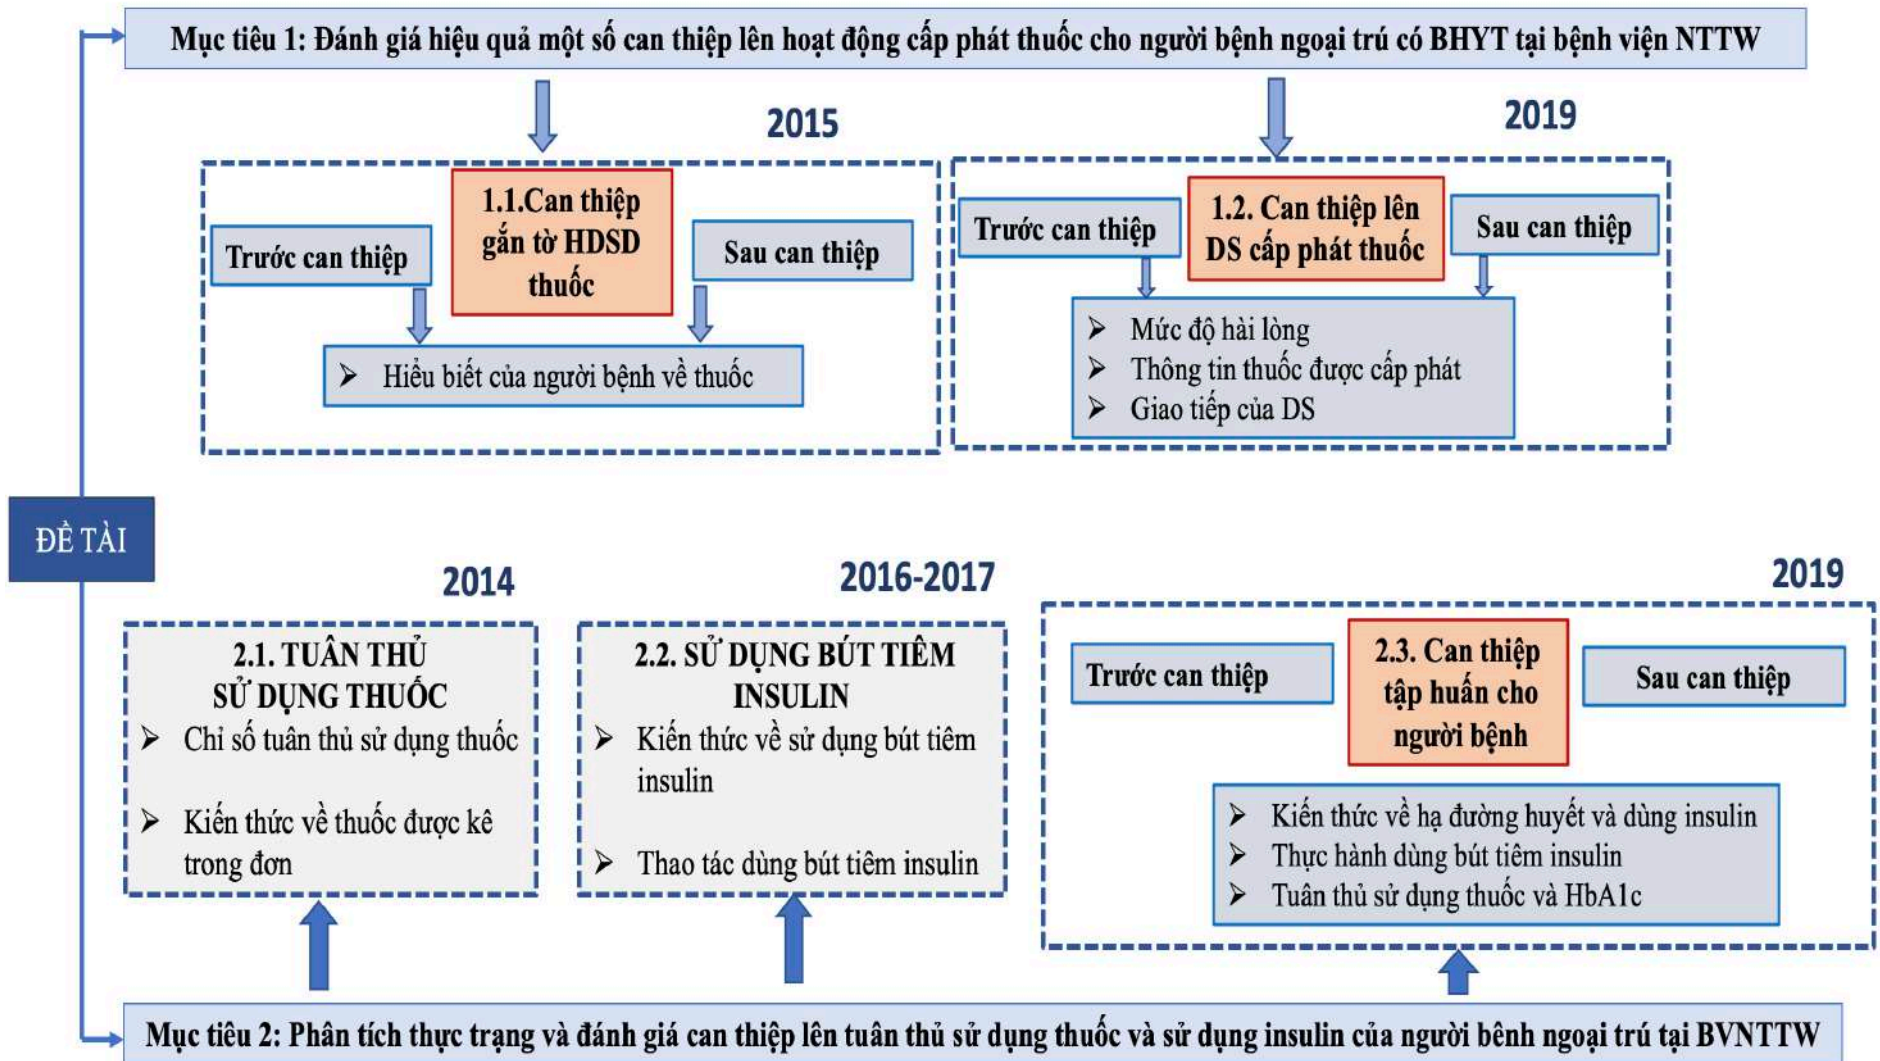 Mục tiêu 1: Đánh giá hiệu quả một số can thiệp lên hoạt động cấp phát thuốc cho người bệnh ngoại trú có BHYT tại bệnh viện NTTW
2015
1.1.Can thiệp
gắn tờ HDSD
thuốc
Trước can thiệp
Sau can thiệp
➢ Hiểu biết của người bệnh về thuốc
2019
Trước can thiệp
1.2. Can thiệp lên
DS cấp phát thuốc
Sau can thiệp
➢ Mức độ hài lòng
➢ Thông tin thuốc được cấp phát
➢ Giao tiếp của DS
ĐỀ TÀI
2014
2.1. TUÂN THỦ
SỬ DỤNG THUỐC
➢ Chỉ số tuân thủ sử dụng thuốc
➢ Kiến thức về thuốc được kê
trong đơn
2016-2017
2.2. SỬ DỤNG BÚT TIÊM
INSULIN
➢ Kiến thức về sử dụng bút tiêm
insulin
➢ Thao tác dùng bút tiêm insulin
2019
Trước can thiệp
2.3. Can thiệp
tập huấn cho
người bệnh
Sau can thiệp
➢ Kiến thức về hạ đường huyết và dùng insulin
➢ Thực hành dùng bút tiêm insulin
➢ Tuân thủ sử dụng thuốc và HbA1c
Mục tiêu 2: Phân tích thực trạng và đánh giá can thiệp lên tuân thủ sử dụng thuốc và sử dụng insulin của người bênh ngoại trú tại BVNTTW